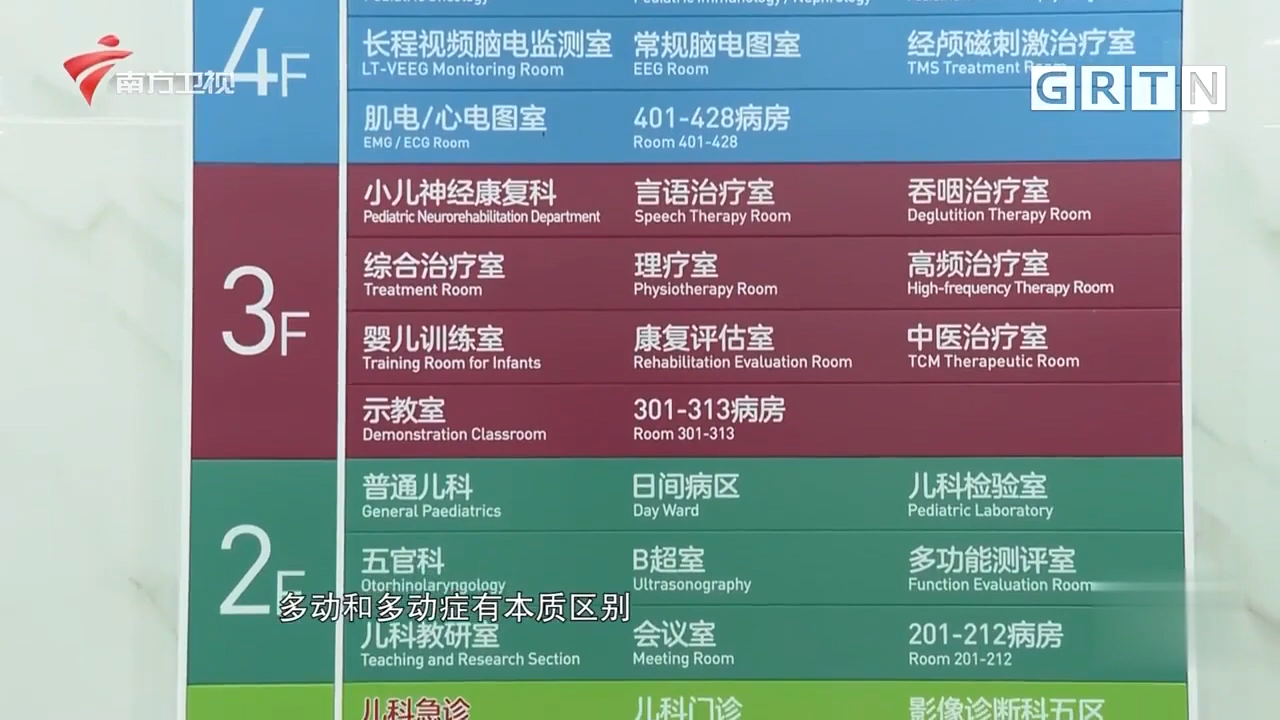 4F
长程视频脑电监测室 常规脑电图室 经颅磁刺激治疗室
LT-VEEG Monitoring Room EEG Room TMS Treatment Room
南方卫视
GRTN
肌电/心电图室 401-428病房
EMG / ECG Room Room 401-428
3F
小儿神经康复科 言语治疗室 吞咽治疗室
Pediatric Neurorehabilitation Department Speech Therapy Room Deglutition Therapy Room
综合治疗室 理疗室 高频治疗室
Treatment Room Physiotherapy Room High-frequency Therapy Room
婴儿训练室 康复评估室 中医治疗室
Training Room for Infants Rehabilitation Evaluation Room TCM Therapeutic Room
示教室 301-313病房
Demonstration Classroom Room 301-313
2F
普通儿科 日间病区 儿科检验室
General Paediatrics Day Ward Pediatric Laboratory
五官科 B超室 多功能测评室
Otorhinolaryngology Ultrasonography Function Evaluation Room
多动和多动症有本质区别
儿科教研室 会议室 201-212病房
Teaching and Research Section Meeting Room Room 201-212
儿科急诊 儿科门诊 影像诊断科五区